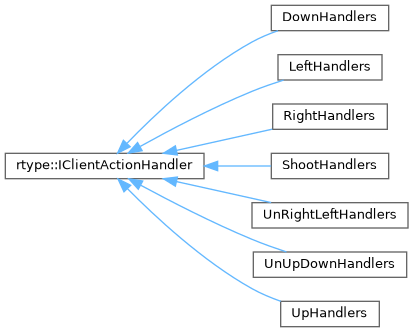 DownHandlers
LeftHandlers
RightHandlers
rtype::IClientActionHandler
ShootHandlers
UnRightLeftHandlers
UnUpDownHandlers
UpHandlers